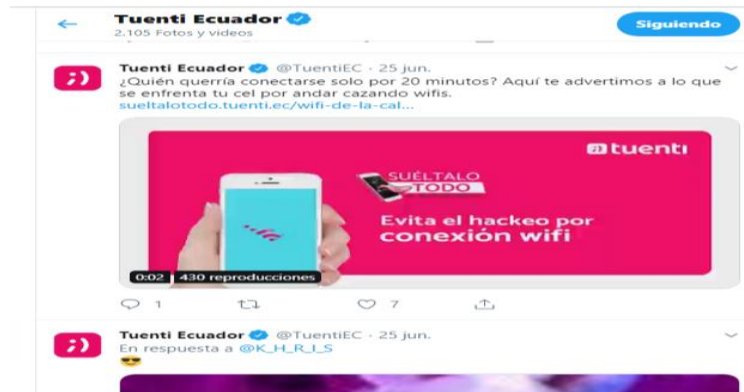 Tuenti Ecuador
2.105 Fotos y videos
Siguiendo
Tuenti Ecuador @TuentiEC · 25 jun.
¿Quién querría conectarse solo por 20 minutos? Aquí te advertimos a lo que
se enfrenta tu cel por andar cazando wifis.
sueltalotodo.tuenti.ec/wifi-de-la-cal...
;)
tuenti
SUÉLTALO
TODO
Evita el hackeo por
conexión wifi
0:02 430 reproducciones
1 7
Tuenti Ecuador @TuentiEC · 25 jun.
En respuesta a @K_H_R_I_S
;)